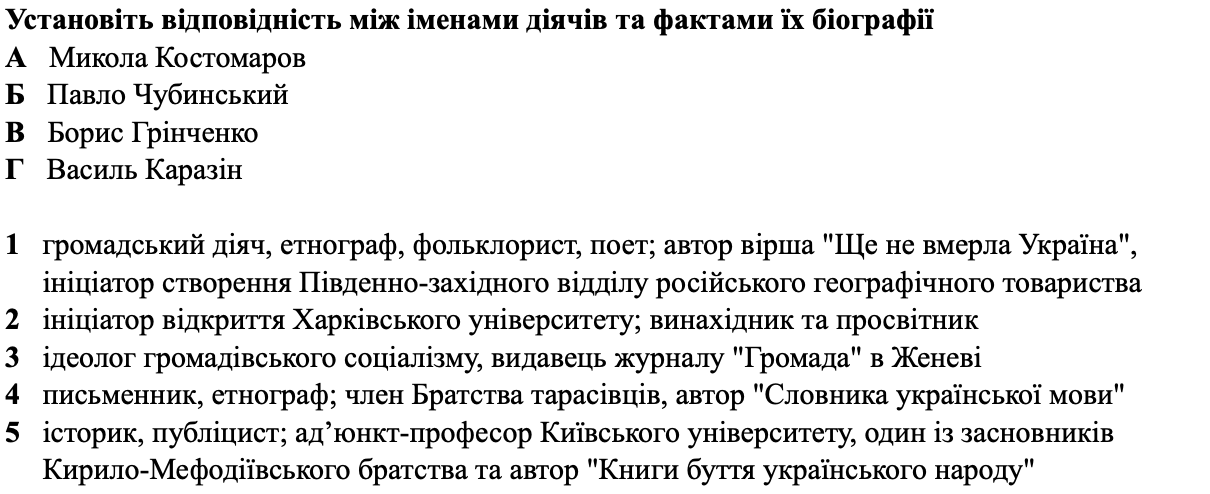 Установіть відповідність між іменами діячів та фактами їх біографії
А Микола Костомаров
Б Павло Чубинський
В Борис Грінченко
Г Василь Каразін
1 громадський діяч, етнограф, фольклорист, поет; автор вірша "Ще не вмерла Україна",
ініціатор створення Південно-західного відділу російського географічного товариства
2 ініціатор відкриття Харківського університету; винахідник та просвітник
3 ідеолог громадівського соціалізму, видавець журналу "Громада" в Женеві
4 письменник, етнограф; член Братства тарасівців, автор "Словника української мови"
5 історик, публіцист; ад’юнкт-професор Київського університету, один із засновників
Кирило-Мефодіївського братства та автор "Книги буття українського народу"